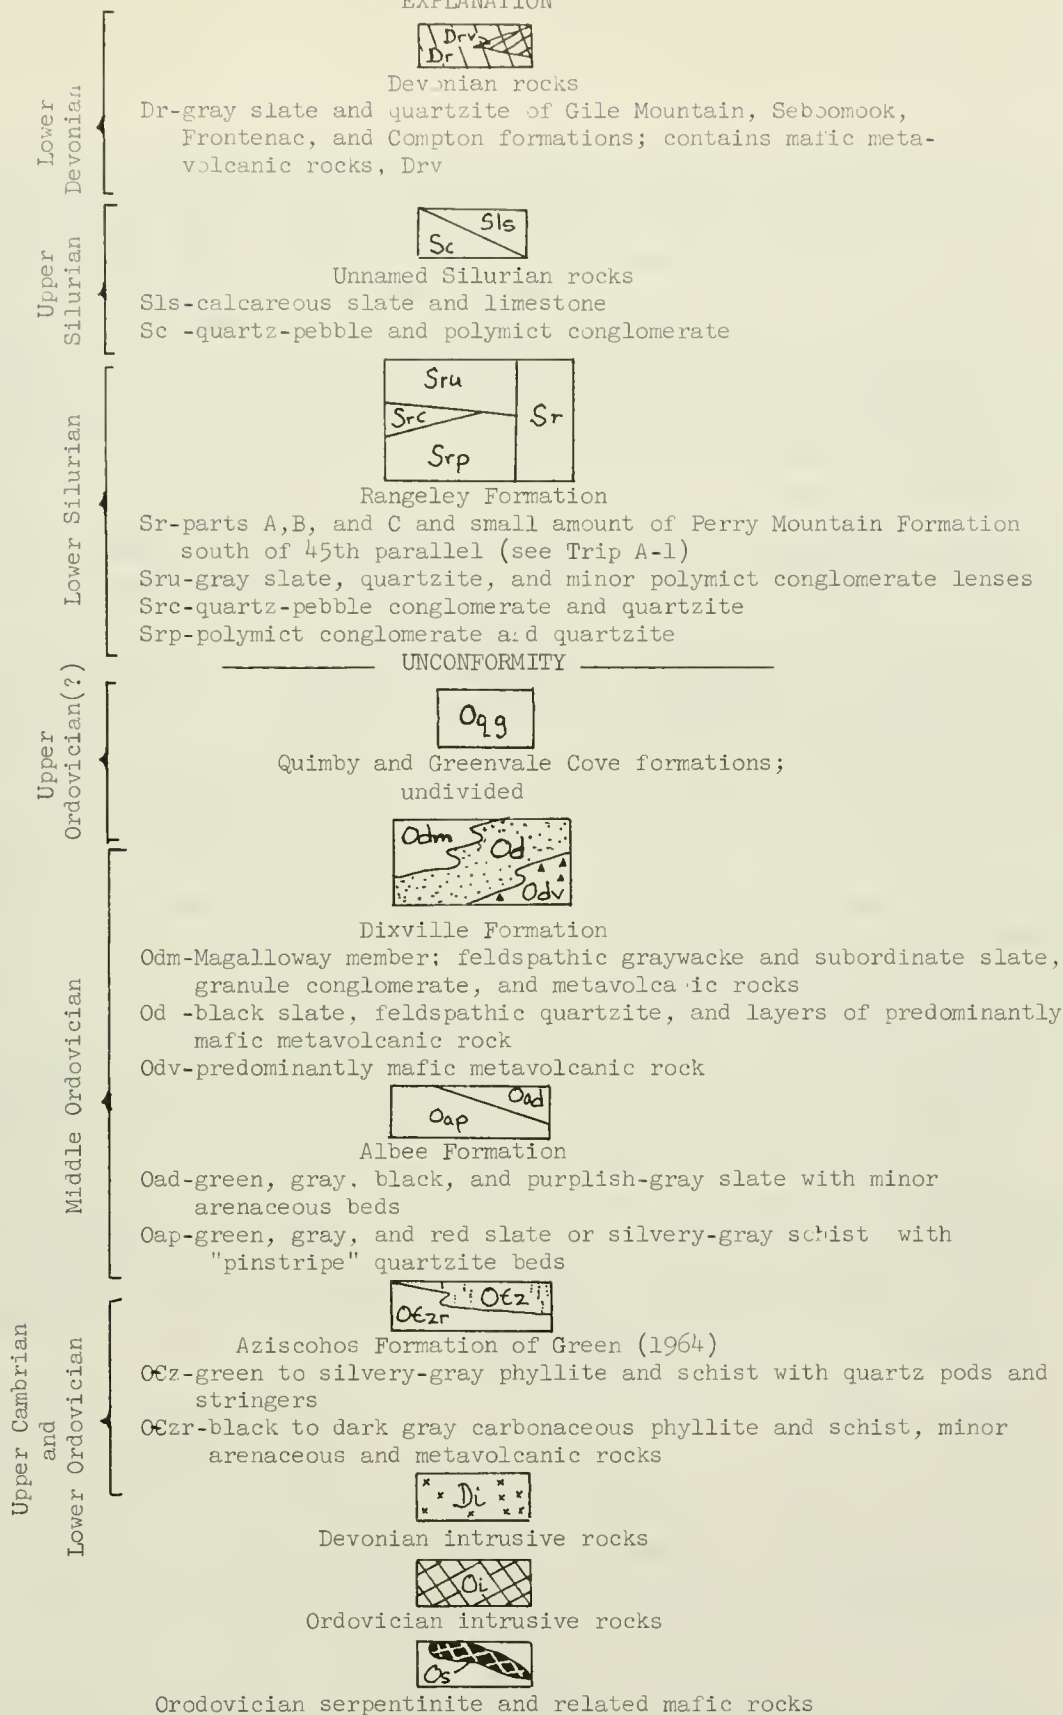 EXPLANATION
Drv
Dr
Devonian rocks
Dr-gray slate and quartzite of Gile Mountain, Seboomook,
Frontenac, and Compton formations; contains mafic meta-
volcanic rocks, Drv
Lower
Devonian
Sls
Sc
Unnamed Silurian rocks
Sls-calcareous slate and limestone
Sc -quartz-pebble and polymict conglomerate
Upper
Silurian
Sru
Src
Sr
Srp
Rangeley Formation
Sr-parts A,B, and C and small amount of Perry Mountain Formation
south of 45th parallel (see Trip A-1)
Sru-gray slate, quartzite, and minor polymict conglomerate lenses
Src-quartz-pebble conglomerate and quartzite
Srp-polymict conglomerate and quartzite
Lower Silurian
UNCONFORMITY
Oqg
Quimby and Greenvale Cove formations;
undivided
Upper
Ordovician(?)
Odm
Od
Odv
Dixville Formation
Odm-Magalloway member; feldspathic graywacke and subordinate slate,
granule conglomerate, and metavolca ic rocks
Od -black slate, feldspathic quartzite, and layers of predominantly
mafic metavolcanic rock
Odv-predominantly mafic metavolcanic rock
Oad
Oap
Albee Formation
Oad-green, gray, black, and purplish-gray slate with minor
arenaceous beds
Oap-green, gray, and red slate or silvery-gray schist with
"pinstripe" quartzite beds
Middle Ordovician
OЄz
OЄzr
Aziscohos Formation of Green (1964)
OЄz-green to silvery-gray phyllite and schist with quartz pods and
stringers
OЄzr-black to dark gray carbonaceous phyllite and schist, minor
arenaceous and metavolcanic rocks
Upper Cambrian
and
Lower Ordovician
Di
Devonian intrusive rocks
Oi
Ordovician intrusive rocks
Os
Orodovician serpentinite and related mafic rocks